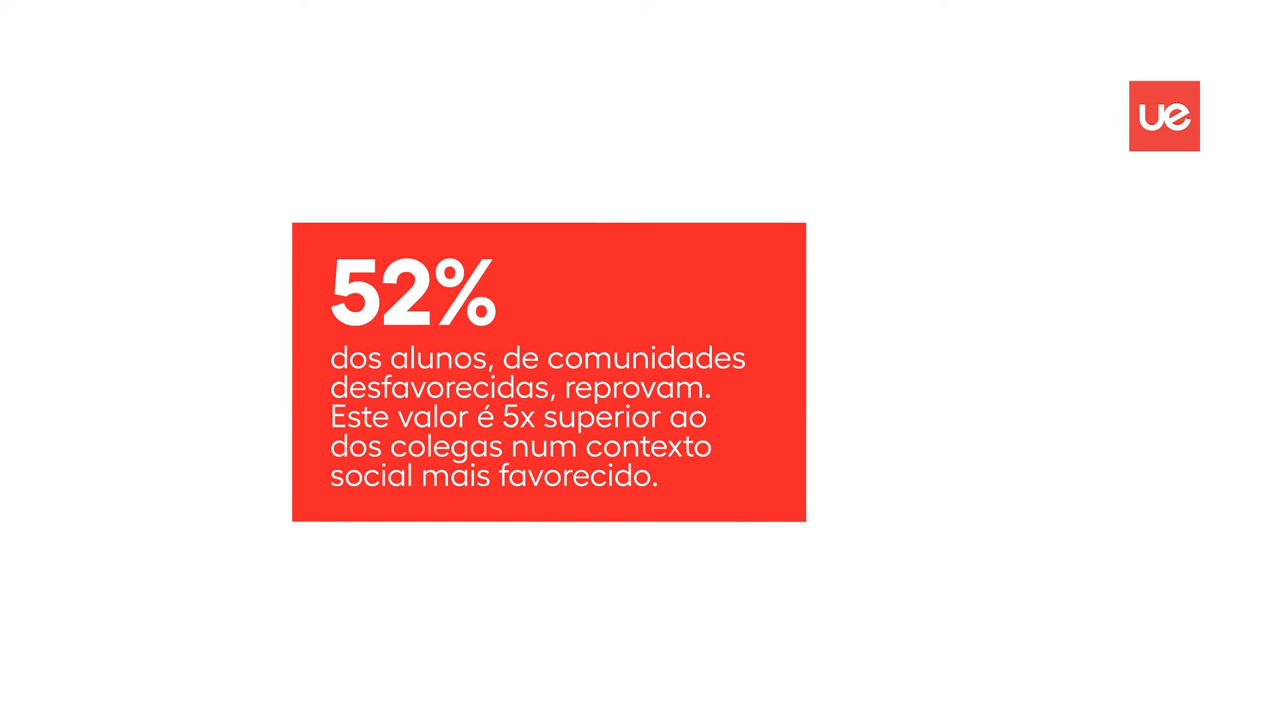 ue
52%
dos alunos, de comunidades
desfavorecidas, reprovam.
Este valor é 5x superior ao
dos colegas num contexto
social mais favorecido.